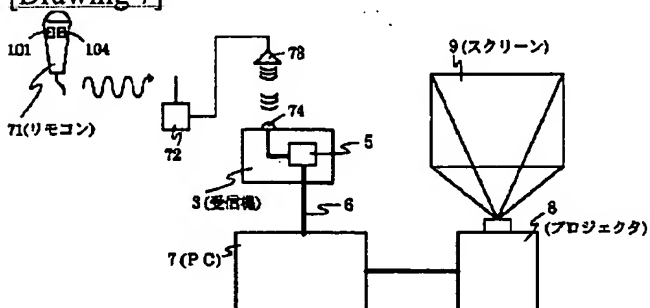 [Drawing 7]
101
104
71(リモコン)
72
73
74
5
3(受信機)
6
7(PC)
8
(プロジェクタ)
9(スクリーン)